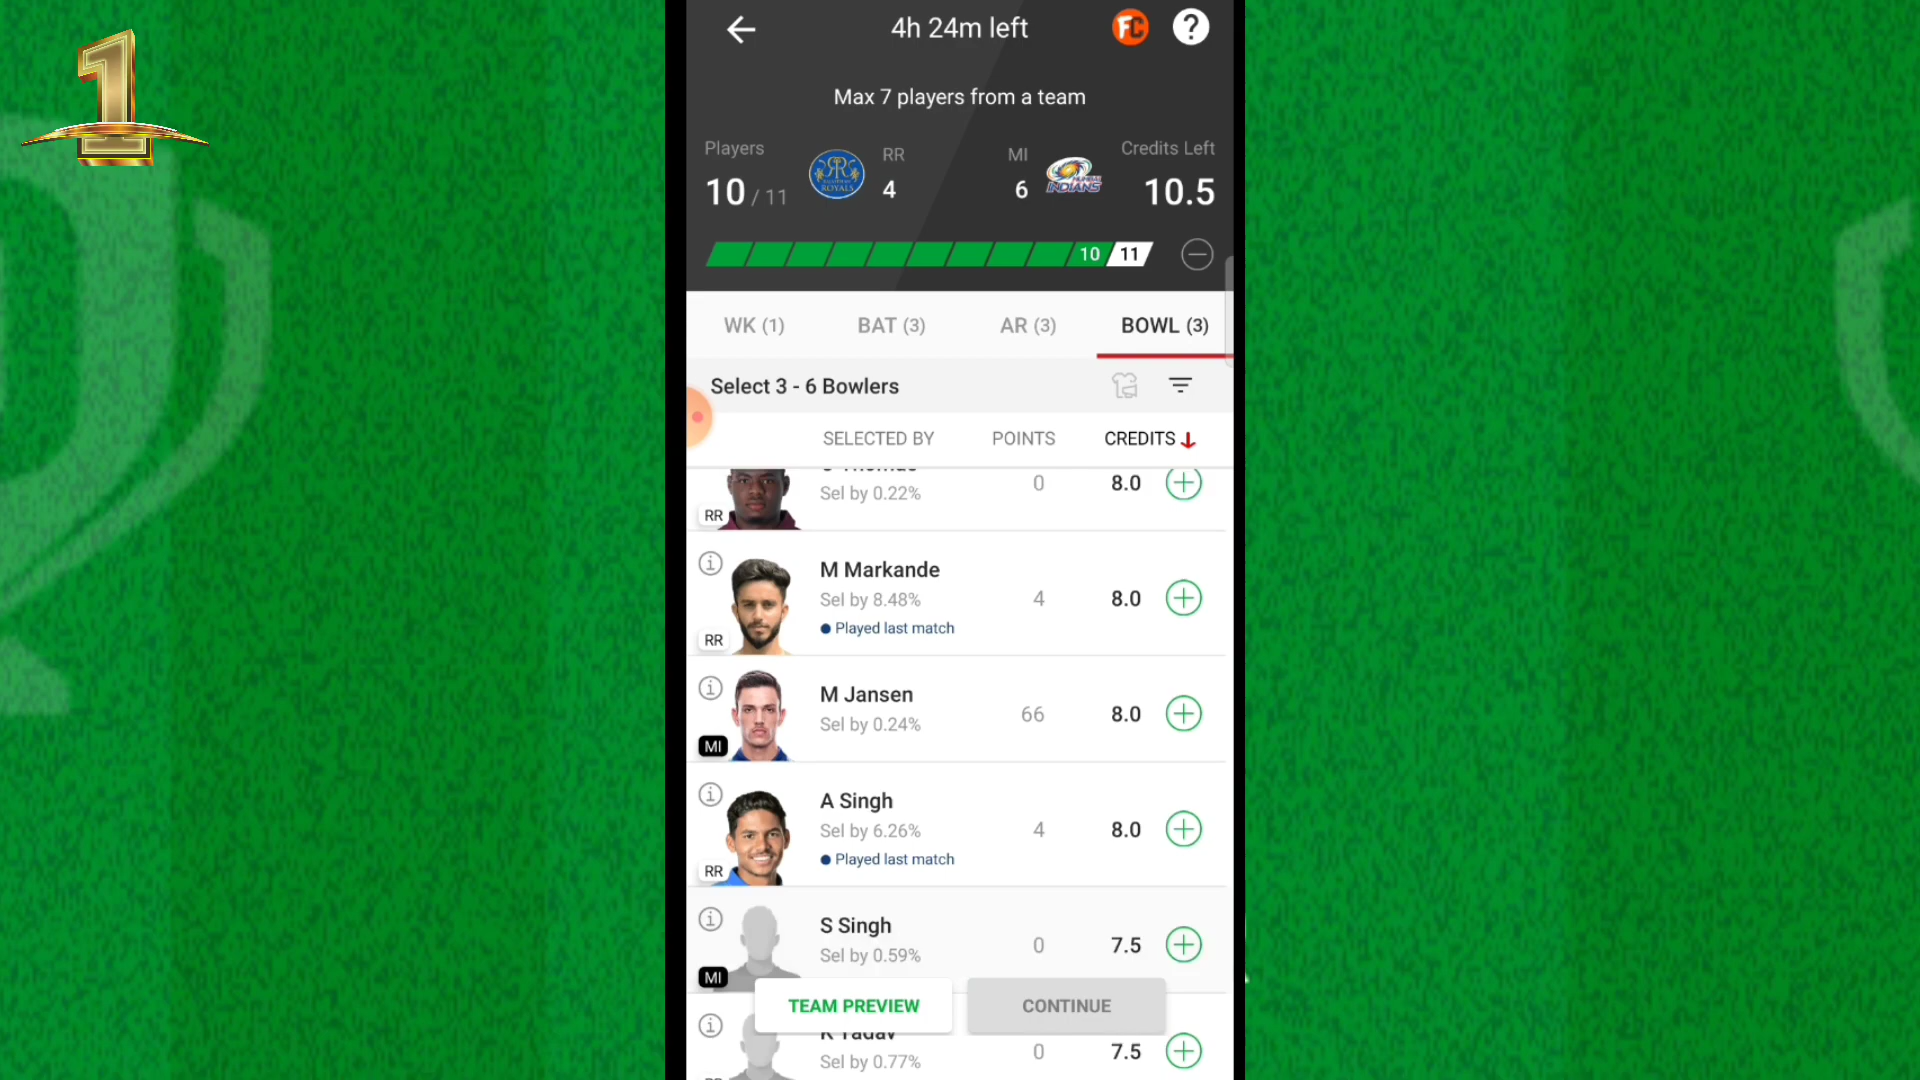 1
4h 24m left
FC
?
Max 7 players from a team
Players
RR
MI
Credits Left
10 / 11
ROYALS
4
6
INDIANS
10.5
10
11
WK (1)
BAT (3)
AR (3)
BOWL (3)
Select 3 - 6 Bowlers
SELECTED BY
POINTS
CREDITS
Sel by 0.22%
0
8.0
RR
M Markande
Sel by 8.48%
4
8.0
Played last match
RR
M Jansen
Sel by 0.24%
66
8.0
MI
A Singh
Sel by 6.26%
4
8.0
Played last match
RR
S Singh
Sel by 0.59%
0
7.5
MI
TEAM PREVIEW
CONTINUE
K Yadav
Sel by 0.77%
0
7.5